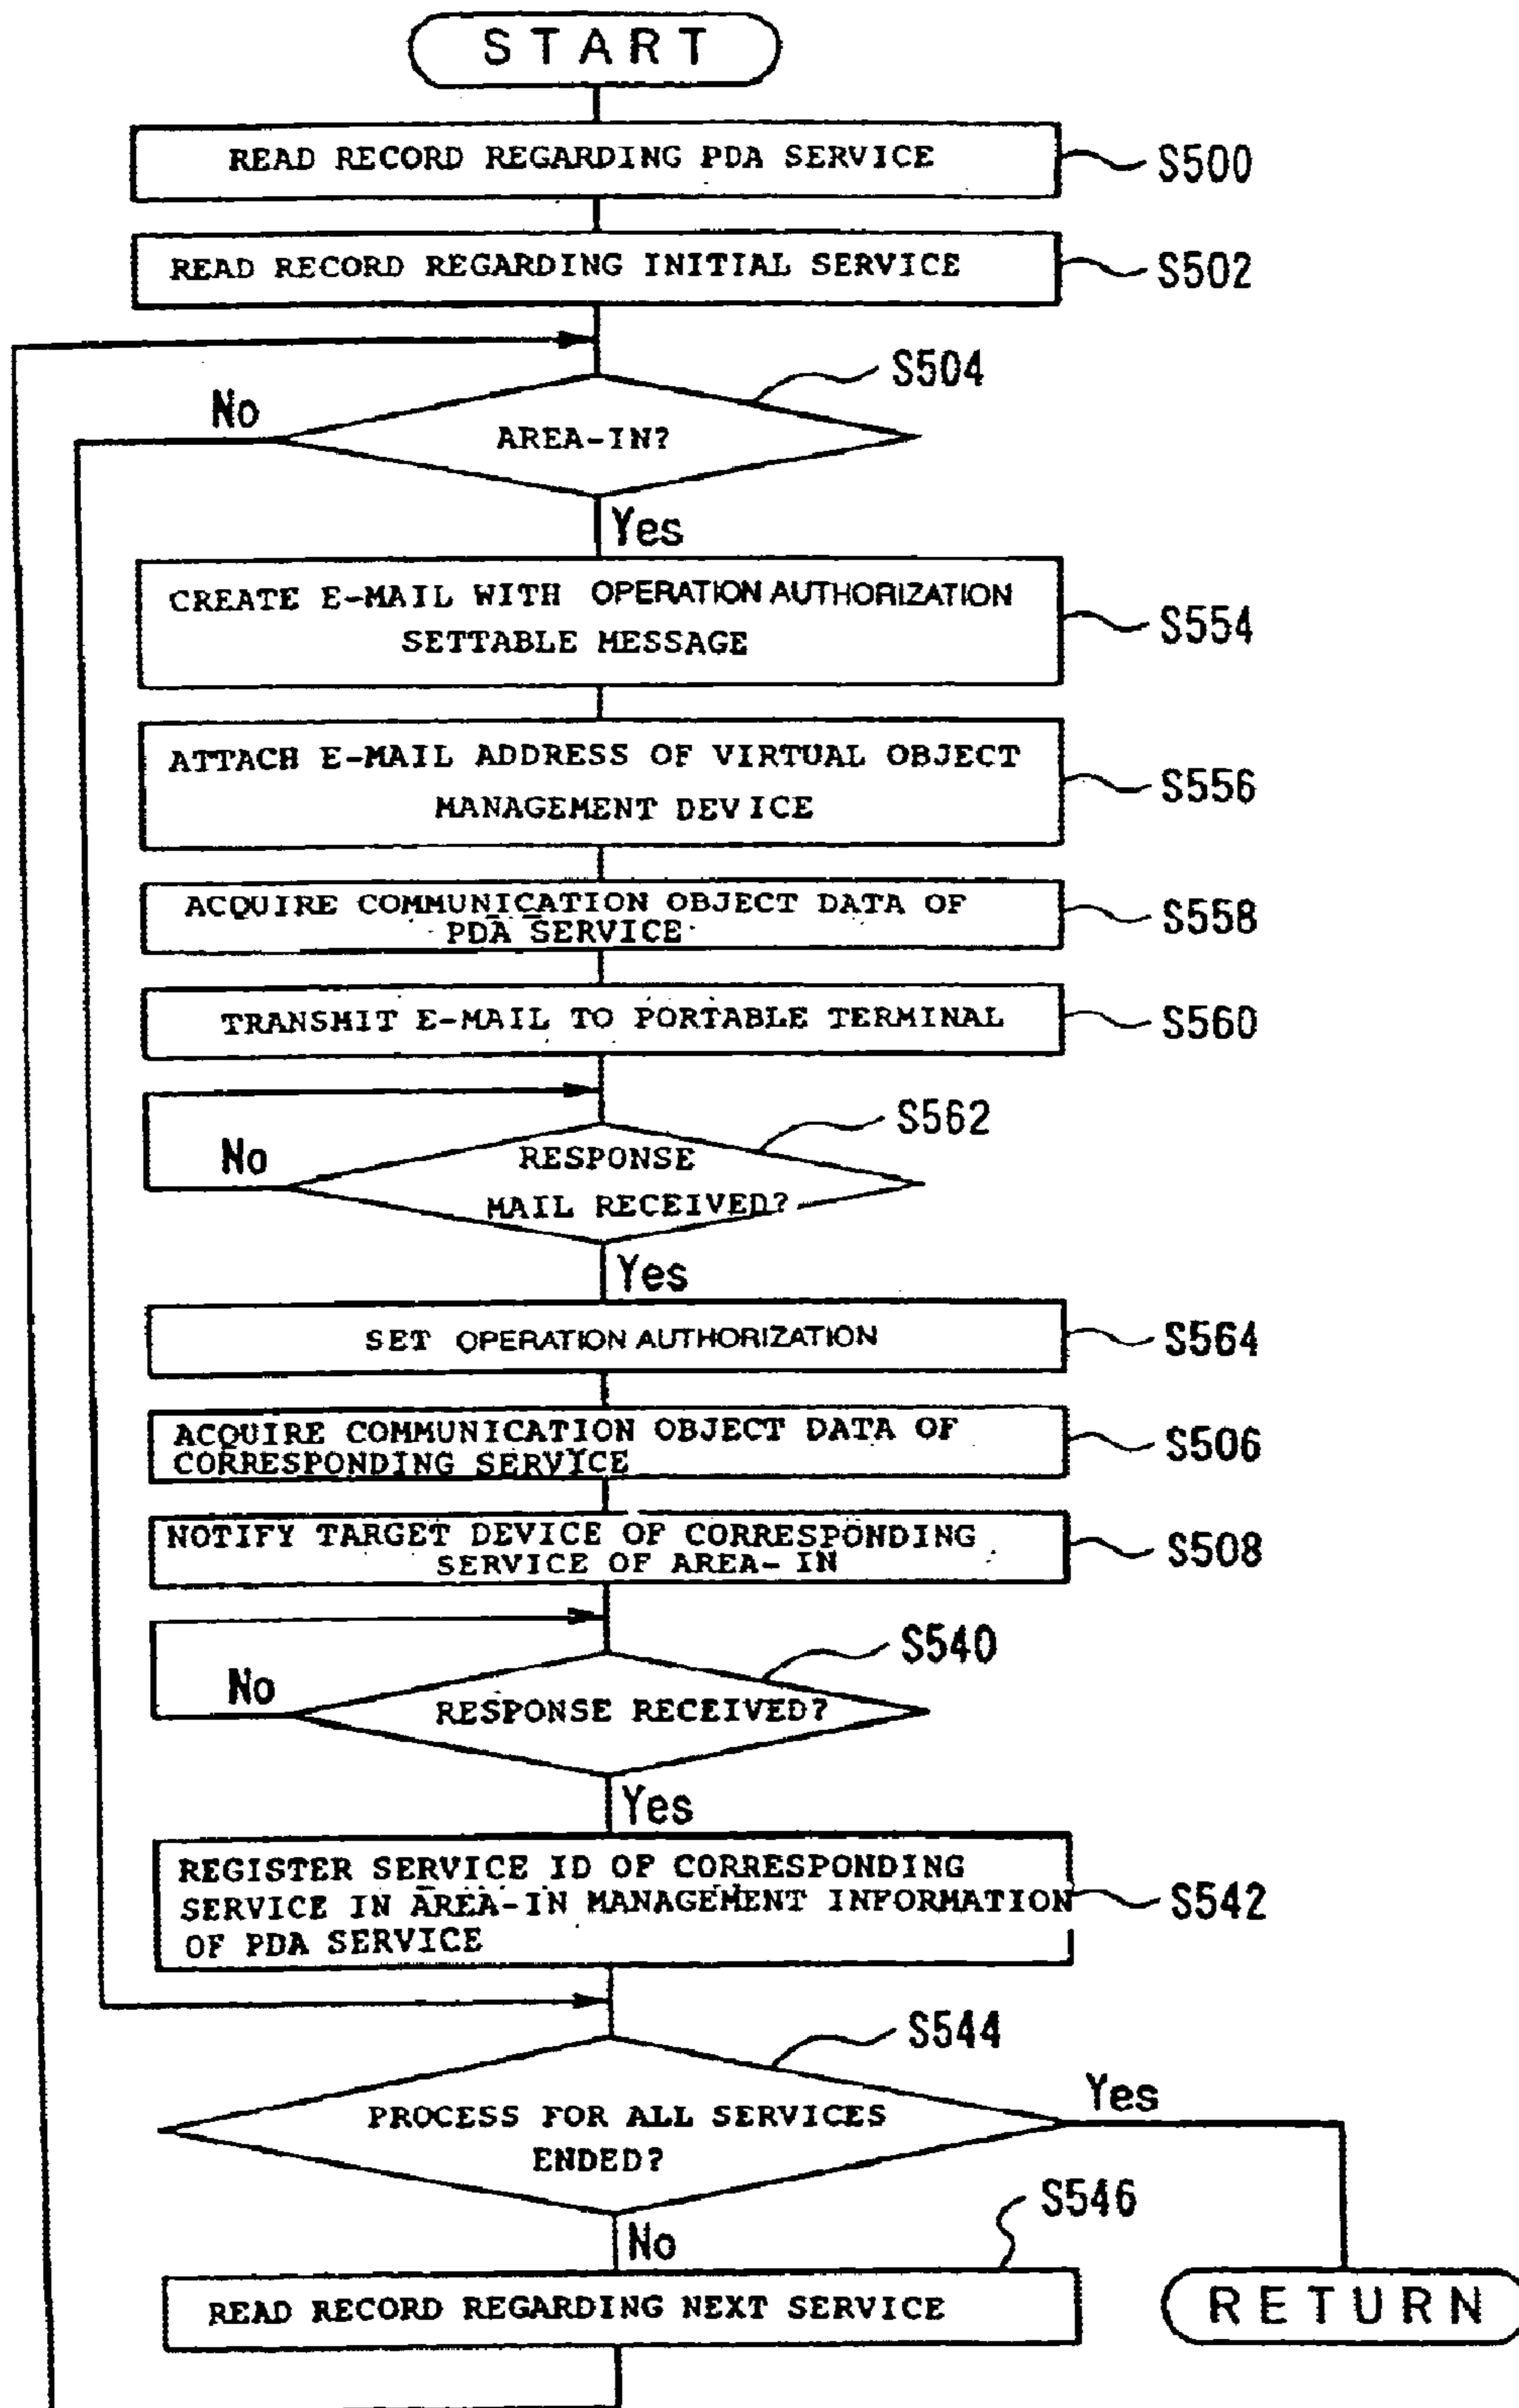 START
READ RECORD REGARDING PDA SERVICE
S500
READ RECORD REGARDING INITIAL SERVICE
S502
S504
No
AREA-IN?
Yes
CREATE E-MAIL WITH OPERATION AUTHORIZATION
SETTABLE MESSAGE
S554
ATTACH E-MAIL ADDRESS OF VIRTUAL OBJECT
MANAGEMENT DEVICE
S556
ACQUIRE COMMUNICATION OBJECT DATA OF
PDA SERVICE
S558
TRANSMIT E-MAIL TO PORTABLE TERMINAL
S560
S562
No
RESPONSE
MAIL RECEIVED?
Yes
SET OPERATION AUTHORIZATION
S564
ACQUIRE COMMUNICATION OBJECT DATA OF
CORRESPONDING SERVICE
S506
NOTIFY TARGET DEVICE OF CORRESPONDING
SERVICE OF AREA-IN
S508
S540
No
RESPONSE RECEIVED?
Yes
REGISTER SERVICE ID OF CORRESPONDING
SERVICE IN AREA-IN MANAGEMENT INFORMATION
OF PDA SERVICE
S542
S544
Yes
PROCESS FOR ALL SERVICES
ENDED?
S546
No
READ RECORD REGARDING NEXT SERVICE
RETURN